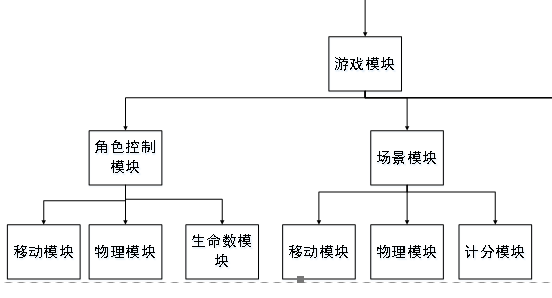 游戏模块
角色控制
模块
场景模块
移动模块
物理模块
生命数模
块
移动模块
物理模块
计分模块